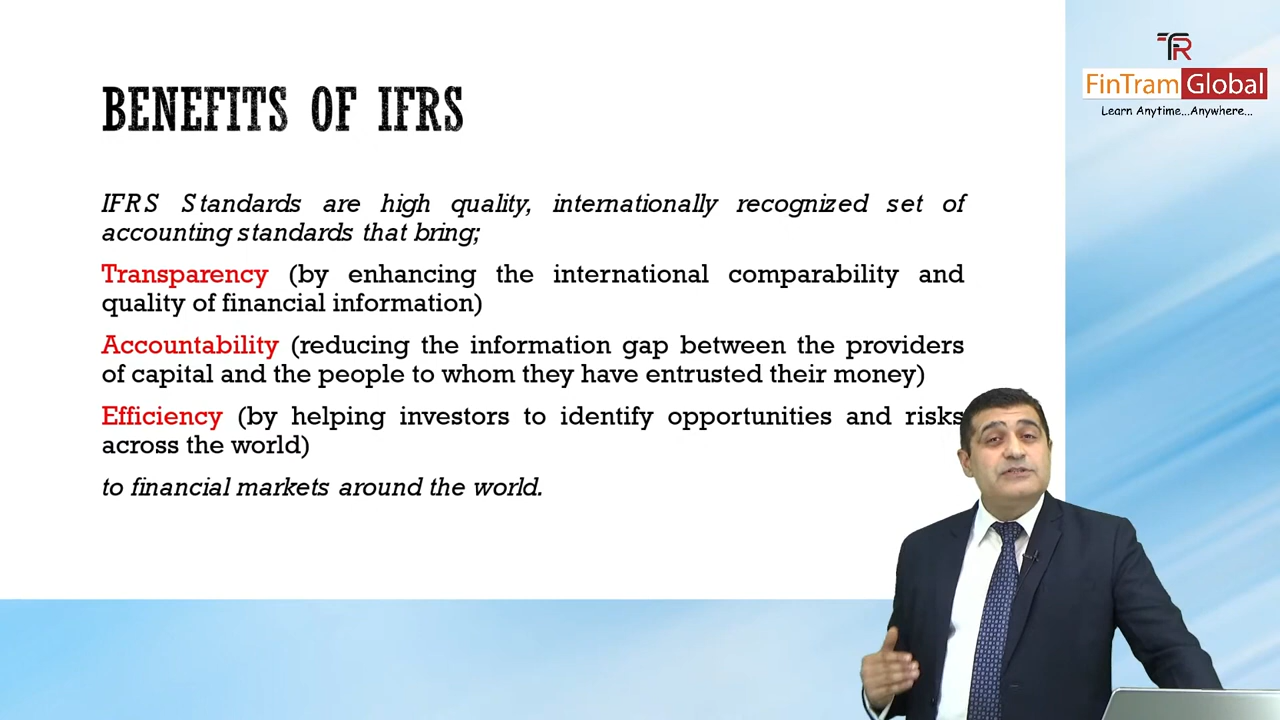 BENEFITS OF IFRS
IFRS Standards are high quality, internationally recognized set of
accounting standards that bring;
Transparency (by enhancing the international comparability and
quality of financial information)
Accountability (reducing the information gap between the providers
of capital and the people to whom they have entrusted their money)
Efficiency (by helping investors to identify opportunities and risks
across the world)
to financial markets around the world.
TR
FinTram Global
Learn Anytime...Anywhere...